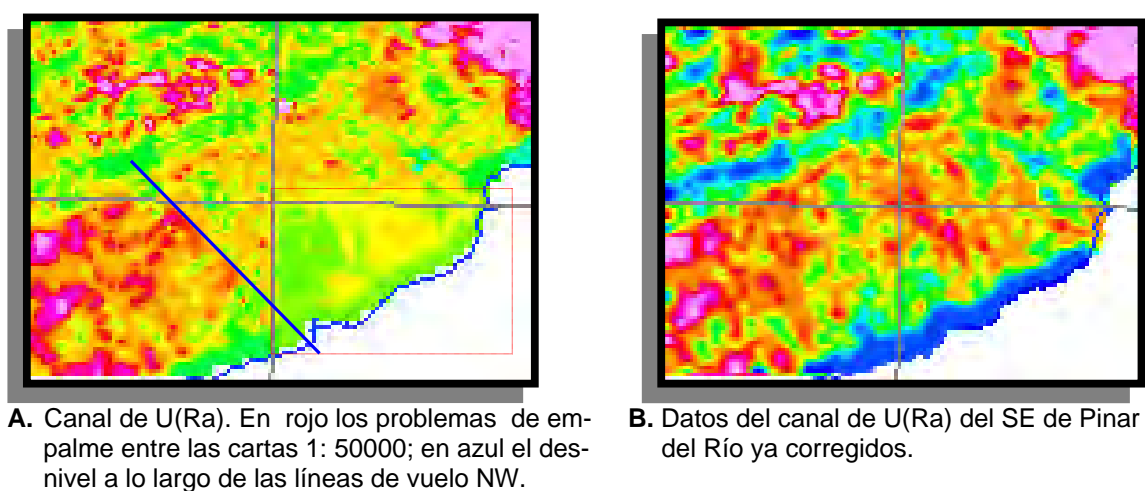 A. Canal de U(Ra). En rojo los problemas de em-
palme entre las cartas 1: 50000; en azul el des-
nivel a lo largo de las líneas de vuelo NW.
B. Datos del canal de U(Ra) del SE de Pinar
del Río ya corregidos.